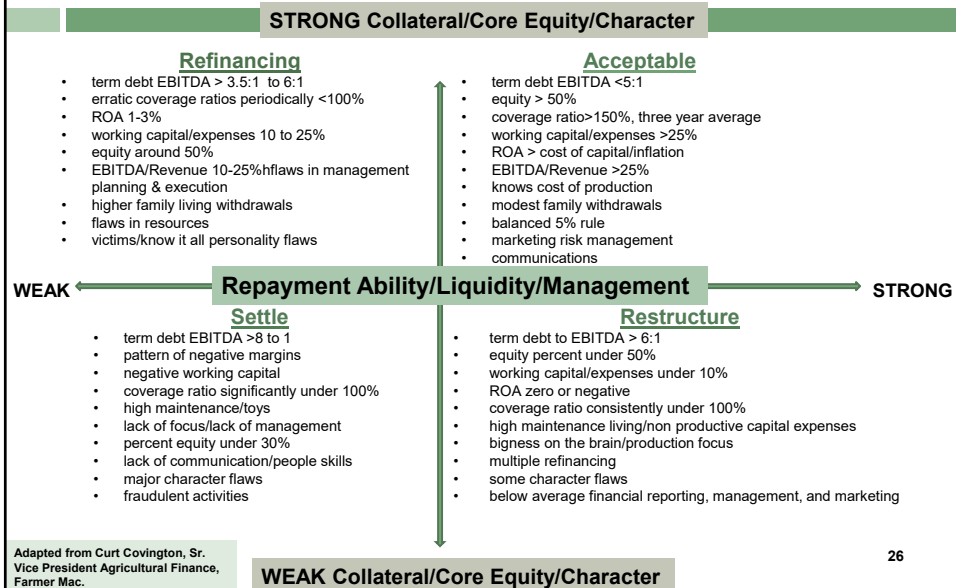 STRONG Collateral/Core Equity/Character
Refinancing
• term debt EBITDA > 3.5:1 to 6:1
• erratic coverage ratios periodically <100%
• ROA 1-3%
• working capital/expenses 10 to 25%
• equity around 50%
• EBITDA/Revenue 10-25%hflaws in management
planning & execution
• higher family living withdrawals
• flaws in resources
• victims/know it all personality flaws
Acceptable
• term debt EBITDA <5:1
• equity > 50%
• coverage ratio>150%, three year average
• working capital/expenses >25%
• ROA > cost of capital/inflation
• EBITDA/Revenue >25%
• knows cost of production
• modest family withdrawals
• balanced 5% rule
• marketing risk management
• communications
WEAK
Repayment Ability/Liquidity/Management
STRONG
Settle
• term debt EBITDA >8 to 1
• pattern of negative margins
• negative working capital
• coverage ratio significantly under 100%
• high maintenance/toys
• lack of focus/lack of management
• percent equity under 30%
• lack of communication/people skills
• major character flaws
• fraudulent activities
Restructure
• term debt to EBITDA > 6:1
• equity percent under 50%
• working capital/expenses under 10%
• ROA zero or negative
• coverage ratio consistently under 100%
• high maintenance living/non productive capital expenses
• bigness on the brain/production focus
• multiple refinancing
• some character flaws
• below average financial reporting, management, and marketing
Adapted from Curt Covington, Sr.
Vice President Agricultural Finance,
Farmer Mac.
WEAK Collateral/Core Equity/Character
26